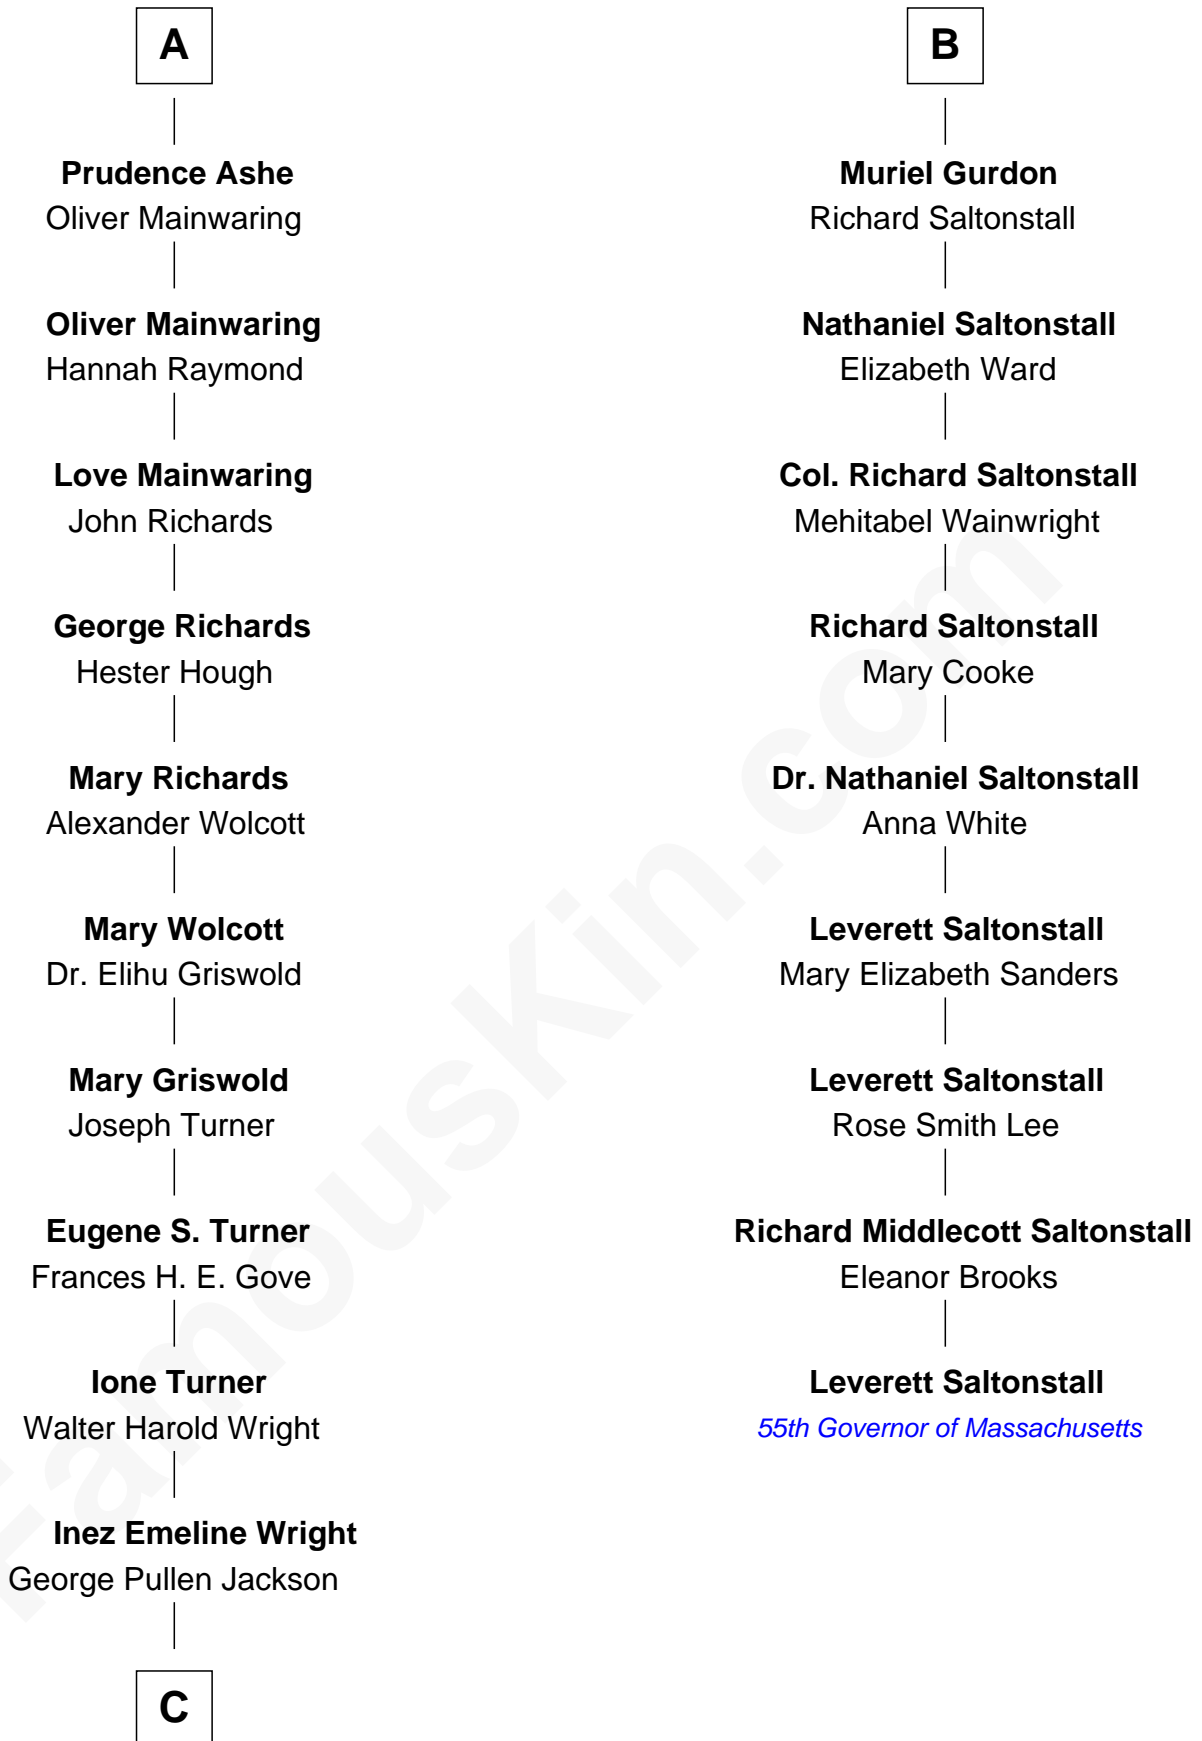 A
Prudence Ashe
Oliver Mainwaring
Oliver Mainwaring
Hannah Raymond
Love Mainwaring
John Richards
George Richards
Hester Hough
Mary Richards
Alexander Wolcott
Mary Wolcott
Dr. Elihu Griswold
Mary Griswold
Joseph Turner
Eugene S. Turner
Frances H. E. Gove
Ione Turner
Walter Harold Wright
Inez Emeline Wright
George Pullen Jackson
C
B
Muriel Gurdon
Richard Saltonstall
Nathaniel Saltonstall
Elizabeth Ward
Col. Richard Saltonstall
Mehitabel Wainwright
Richard Saltonstall
Mary Cooke
Dr. Nathaniel Saltonstall
Anna White
Leverett Saltonstall
Mary Elizabeth Sanders
Leverett Saltonstall
Rose Smith Lee
Richard Middlecott Saltonstall
Eleanor Brooks
Leverett Saltonstall
55th Governor of Massachusetts
FamousKin.com